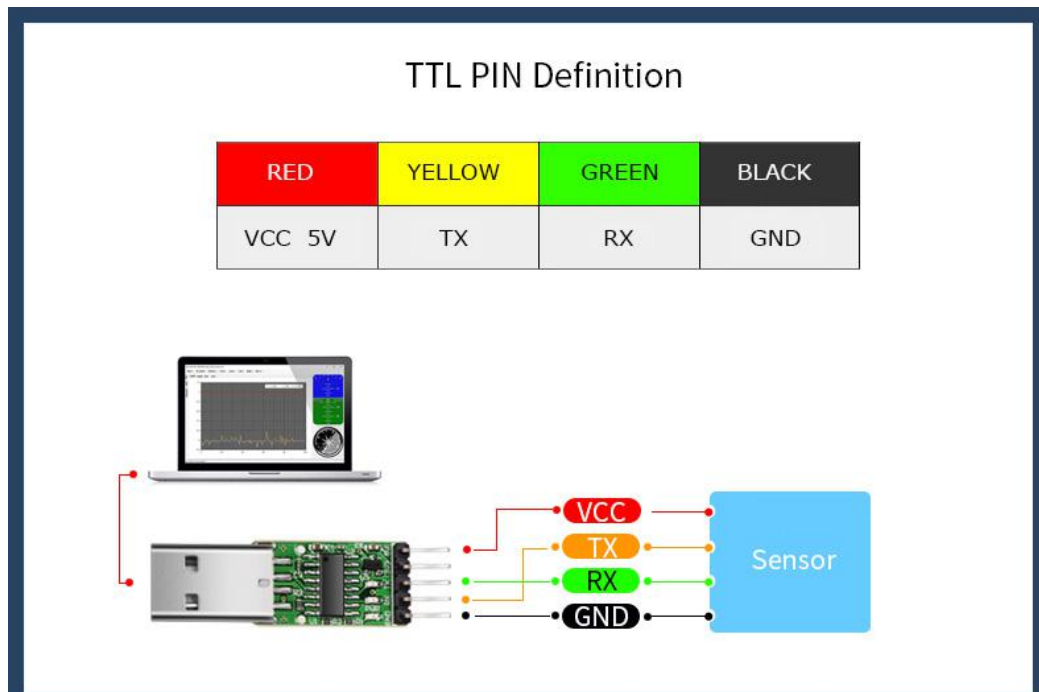 TTL PIN Definition
RED YELLOW GREEN BLACK
VCC 5V TX RX GND
VCC
TX
Sensor
RX
GND